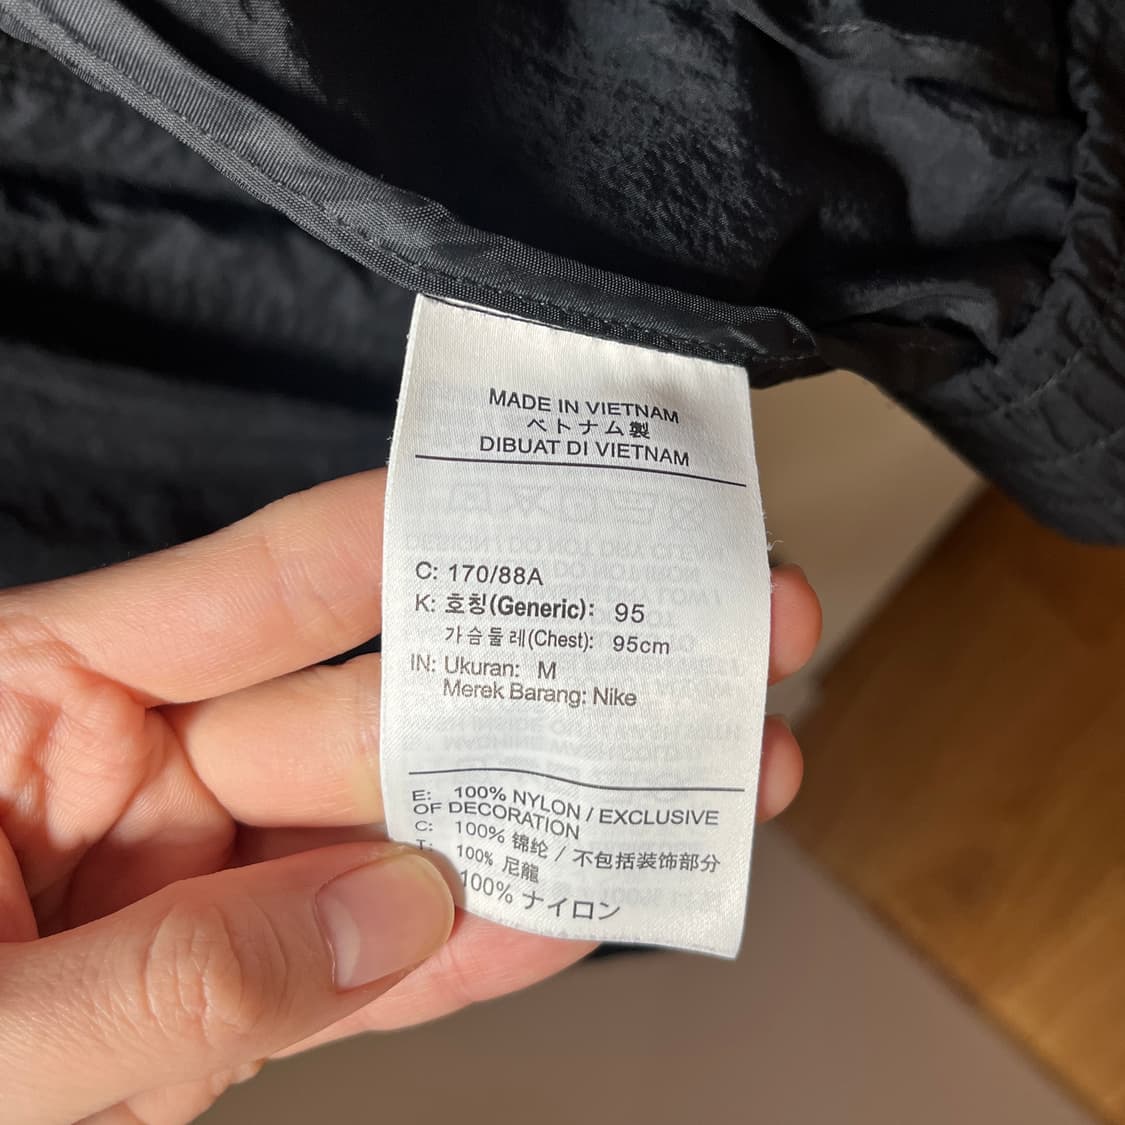 MADE IN VIETNAM
ベトナム製
DIBUAT DI VIETNAM
C: 170/88A
K: 호칭(Generic): 95
가슴둘레(Chest): 95cm
IN: Ukuran: M
Merek Barang: Nike
E: 100% NYLON / EXCLUSIVE
OF DECORATION
C: 100% 锦纶 / 不包括装饰部分
T: 100% 尼龍
100% ナイロン